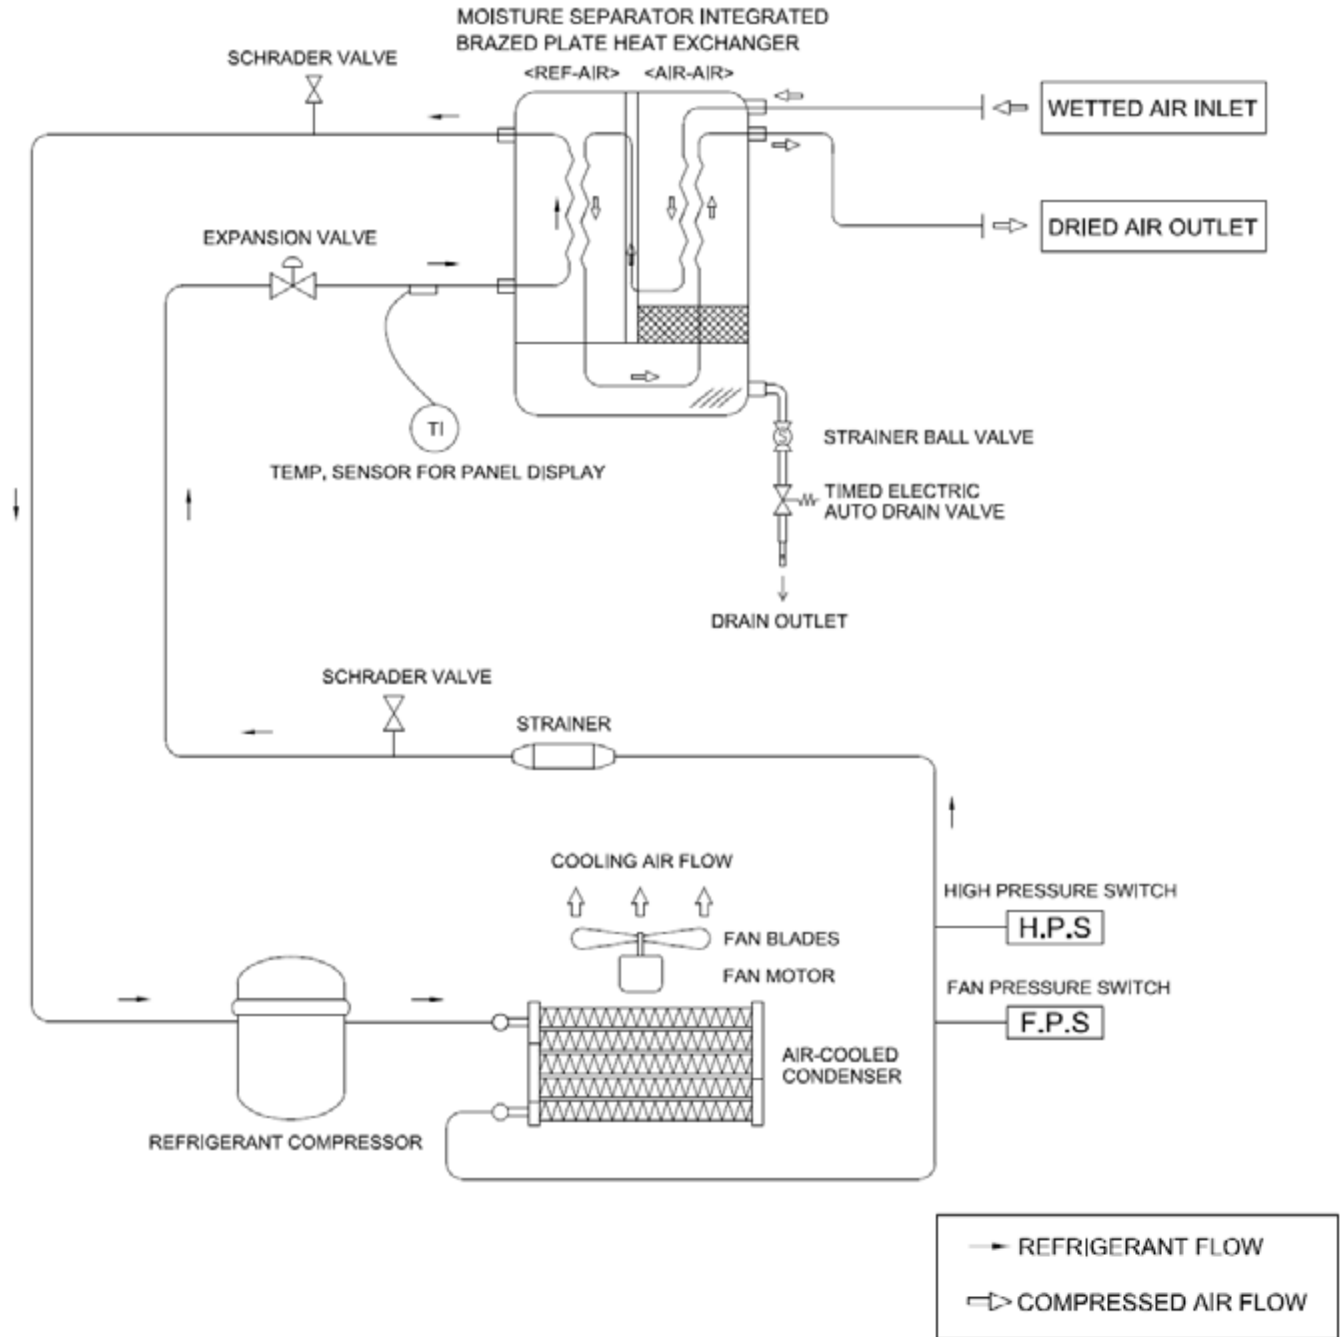 MOISTURE SEPARATOR INTEGRATED
BRAZED PLATE HEAT EXCHANGER
<REF-AIR> <AIR-AIR>
SCHRADER VALVE
WETTED AIR INLET
DRIED AIR OUTLET
EXPANSION VALVE
TI
TEMP, SENSOR FOR PANEL DISPLAY
S
STRAINER BALL VALVE
TIMED ELECTRIC
AUTO DRAIN VALVE
DRAIN OUTLET
SCHRADER VALVE
STRAINER
COOLING AIR FLOW
HIGH PRESSURE SWITCH
H.P.S
FAN BLADES
FAN MOTOR
FAN PRESSURE SWITCH
F.P.S
AIR-COOLED
CONDENSER
REFRIGERANT COMPRESSOR
REFRIGERANT FLOW
COMPRESSED AIR FLOW